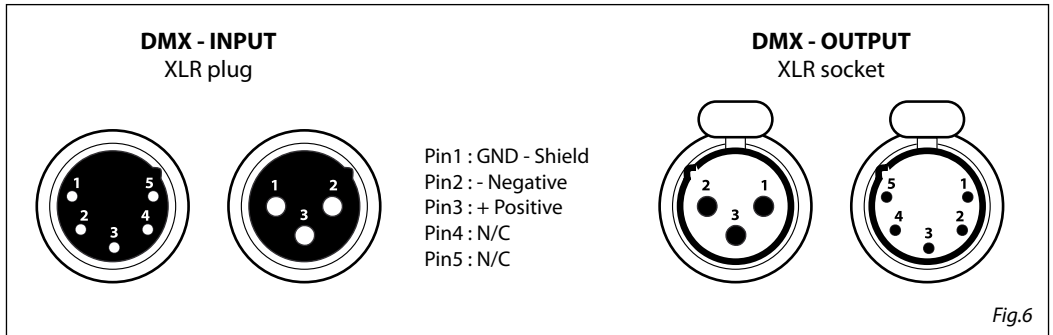 DMX - INPUT
XLR plug
1
5
2
4
3
1
2
3
Pin1 : GND - Shield
Pin2 : - Negative
Pin3 : + Positive
Pin4 : N/C
Pin5 : N/C
DMX - OUTPUT
XLR socket
2
1
3
5
1
4
2
3
Fig.6